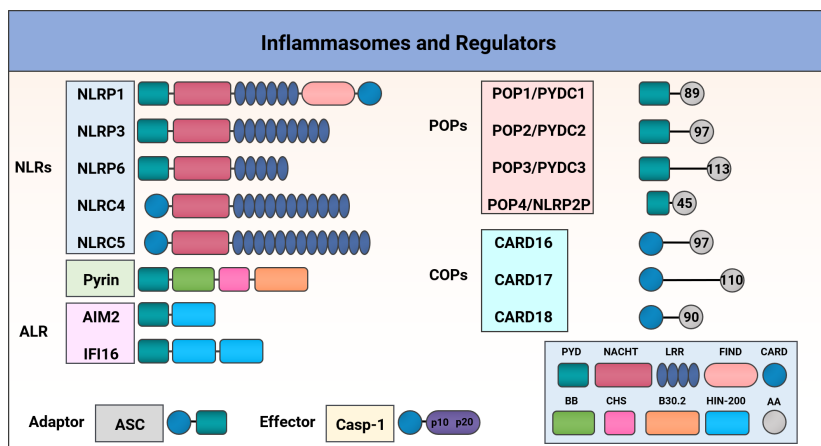 Inflammasomes and Regulators
NLRs
NLRP1
NLRP3
NLRP6
NLRC4
NLRC5
Pyrin
ALR
AIM2
IFI16
POPs
POP1/PYDC1 89
POP2/PYDC2 97
POP3/PYDC3 113
POP4/NLRP2P 45
COPs
CARD16 97
CARD17 110
CARD18 90
PYD NACHT LRR FIND CARD
BB CHS B30.2 HIN-200 AA
Adaptor ASC Effector Casp-1 p10 p20